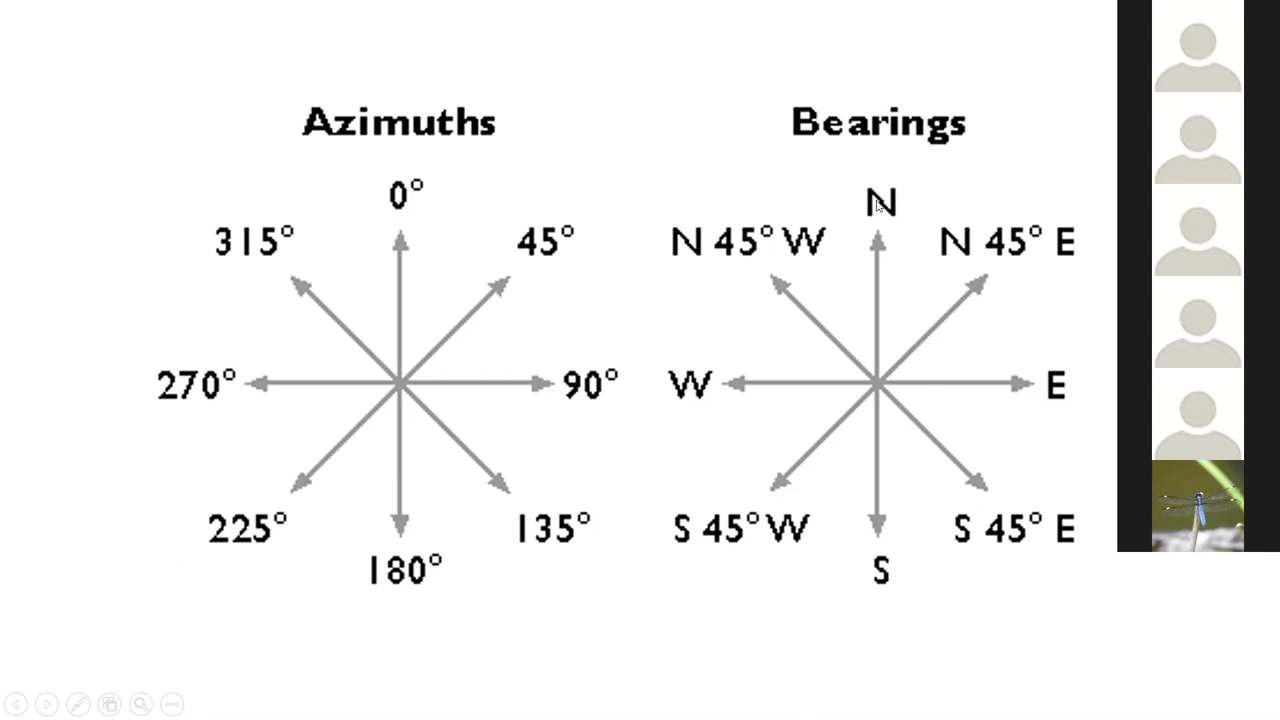 Azimuths
0°
315°
45°
270°
90°
225°
135°
180°
Bearings
N
N 45° W
N 45° E
W
E
S 45° W
S 45° E
S